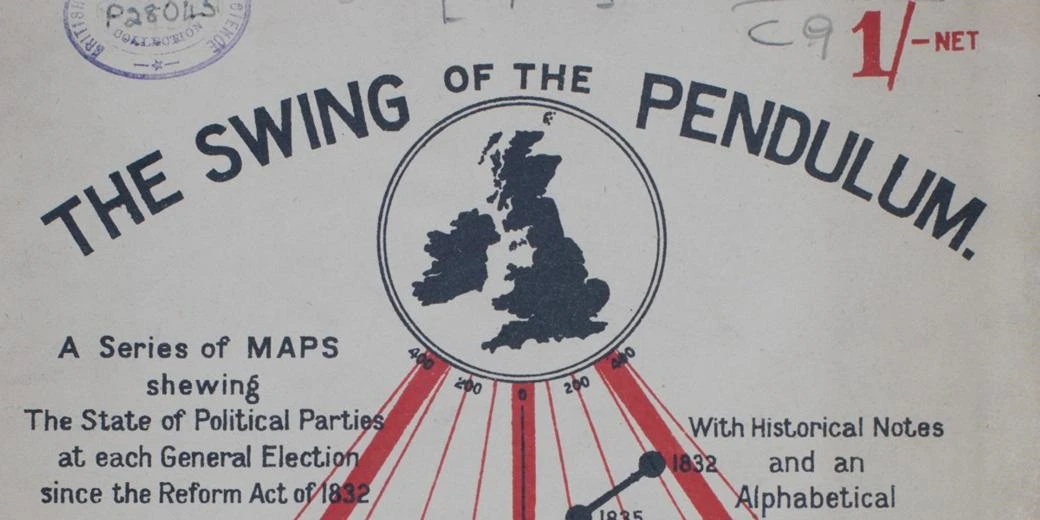 P28045
C9
1/- NET
THE SWING OF THE PENDULUM.
A Series of MAPS
shewing
The State of Political Parties
at each General Election
since the Reform Act of 1832
400 200 0 200 400
With Historical Notes
and an
Alphabetical
1832
1835